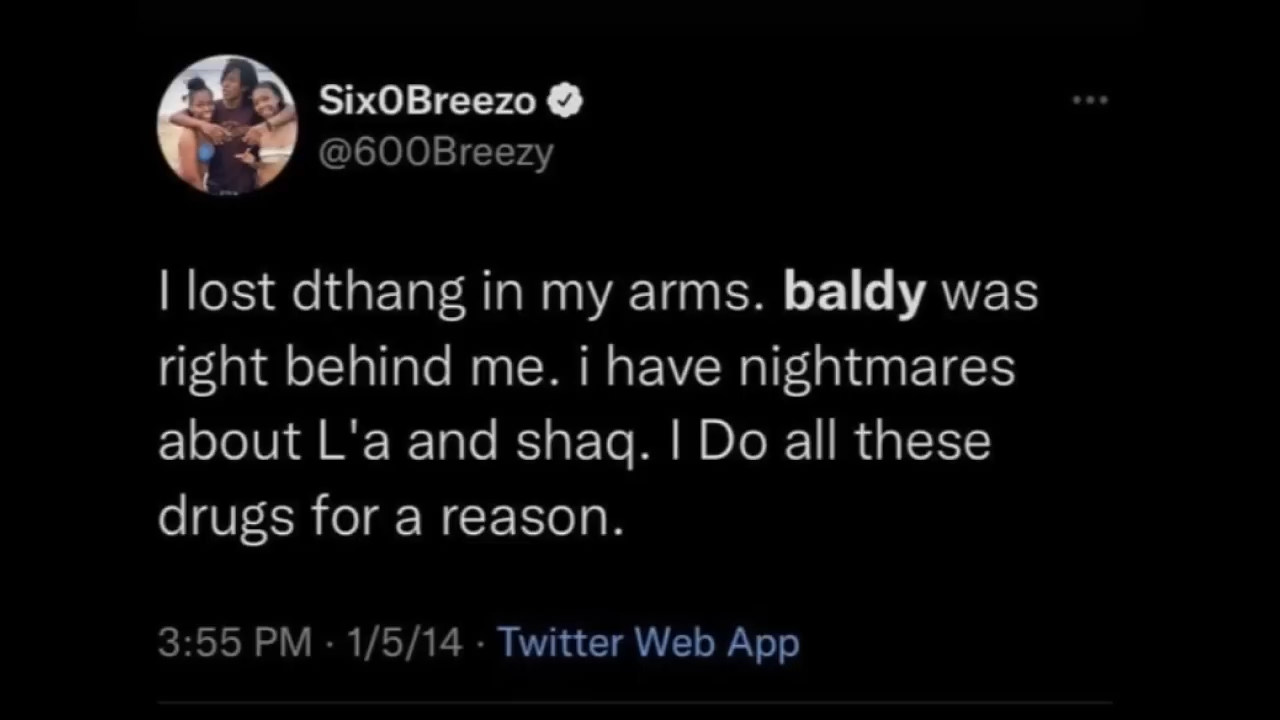 Six0Breezo
@600Breezy
I lost dthang in my arms. baldy was
right behind me. i have nightmares
about L'a and shaq. I Do all these
drugs for a reason.
3:55 PM · 1/5/14 · Twitter Web App